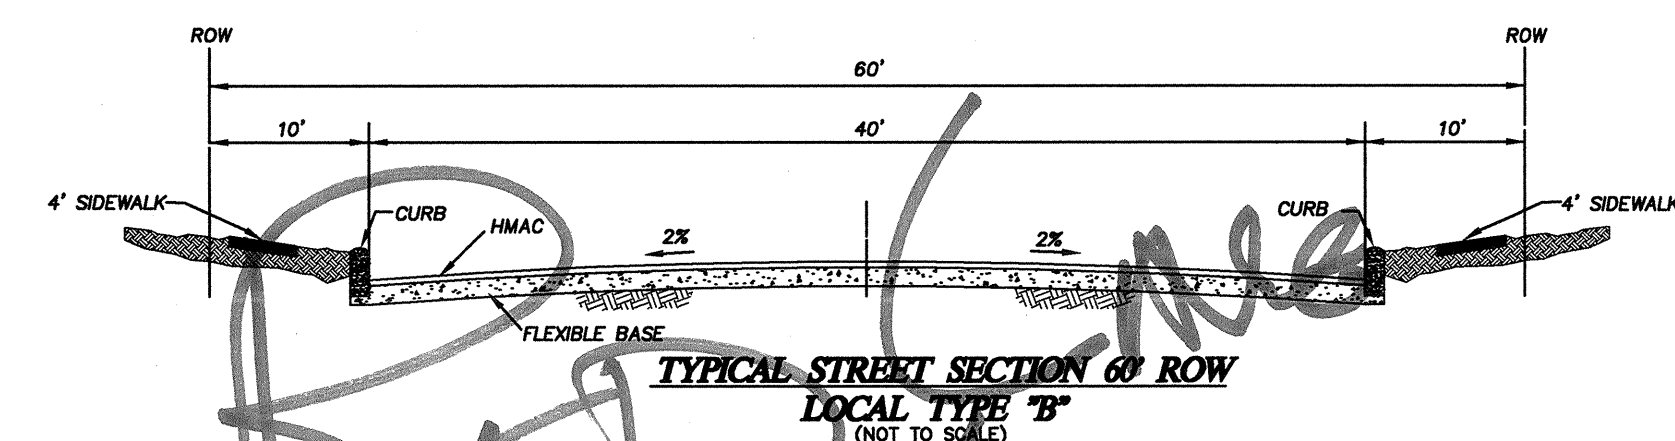 ROW
ROW
60'
10'
40'
10'
4' SIDEWALK
CURB
HMAC
2%
2%
CURB
4' SIDEWALK
FLEXIBLE BASE
TYPICAL STREET SECTION 60' ROW
LOCAL TYPE "B"
(NOT TO SCALE)